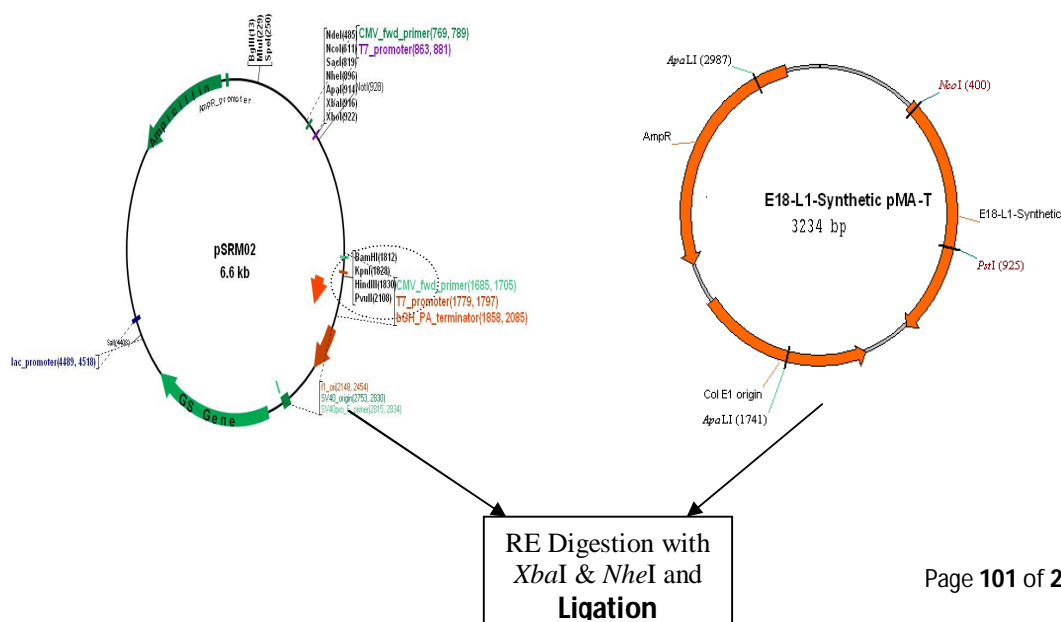 BglII(13)
MluI(229)
SpeI(250)
NdeI(485)
NcoI(611)
SacI(819)
NheI(896)
ApaI(914)
NotI(928)
XbaI(916)
XhoI(922)
CMV_fwd_primer(769, 789)
T7_promoter(863, 881)
AmpR_promoter
Ampicillin
pSRM02
6.6 kb
BamHI(1812)
KpnI(1828)
HindIII(1830)
PvuII(2108)
CMV_fwd_primer(1685, 1705)
T7_promoter(1779, 1797)
bGH_PA_terminator(1858, 2085)
lac_promoter(4489, 4518)
GS Gene
f1_ori(2148, 2454)
SV40_origin(2753, 2830)
ApaLI (2987)
NcoI (400)
AmpR
E18-L1-Synthetic pMA-T
3234 bp
E18-L1-Synthetic
PstI (925)
Col E1 origin
ApaLI (1741)
RE Digestion with
XbaI & NheI and
Ligation
Page 101 of 2